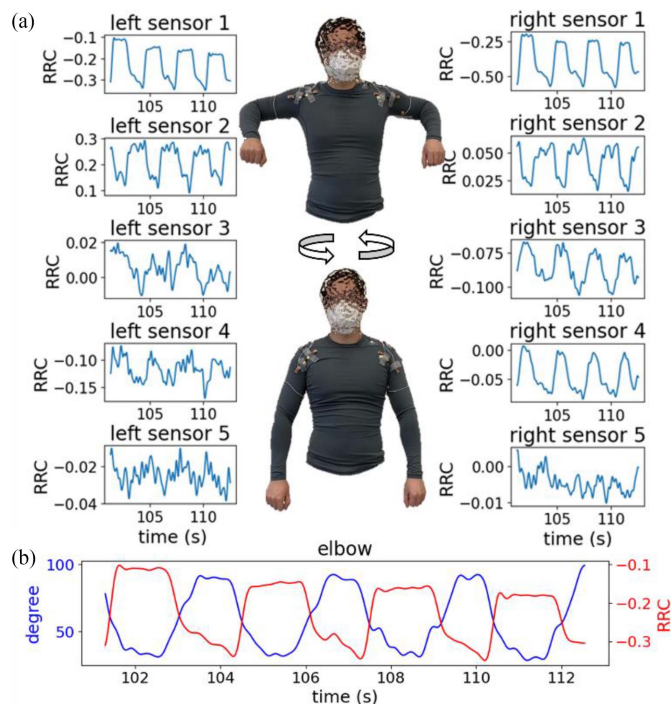 (a)
left sensor 1
RRC
−0.1
−0.2
−0.3
105
110
left sensor 2
RRC
0.3
0.2
0.1
105
110
left sensor 3
RRC
0.02
0.00
105
110
left sensor 4
RRC
−0.10
−0.15
105
110
left sensor 5
RRC
−0.02
−0.04
105
110
time (s)
right sensor 1
RRC
−0.25
−0.50
105
110
right sensor 2
RRC
0.050
0.025
105
110
right sensor 3
RRC
−0.075
−0.100
105
110
right sensor 4
RRC
0.00
−0.05
105
110
right sensor 5
RRC
0.00
−0.01
105
110
time (s)
(b)
elbow
degree
100
50
−0.1
−0.2
−0.3
RRC
102
104
106
108
110
112
time (s)